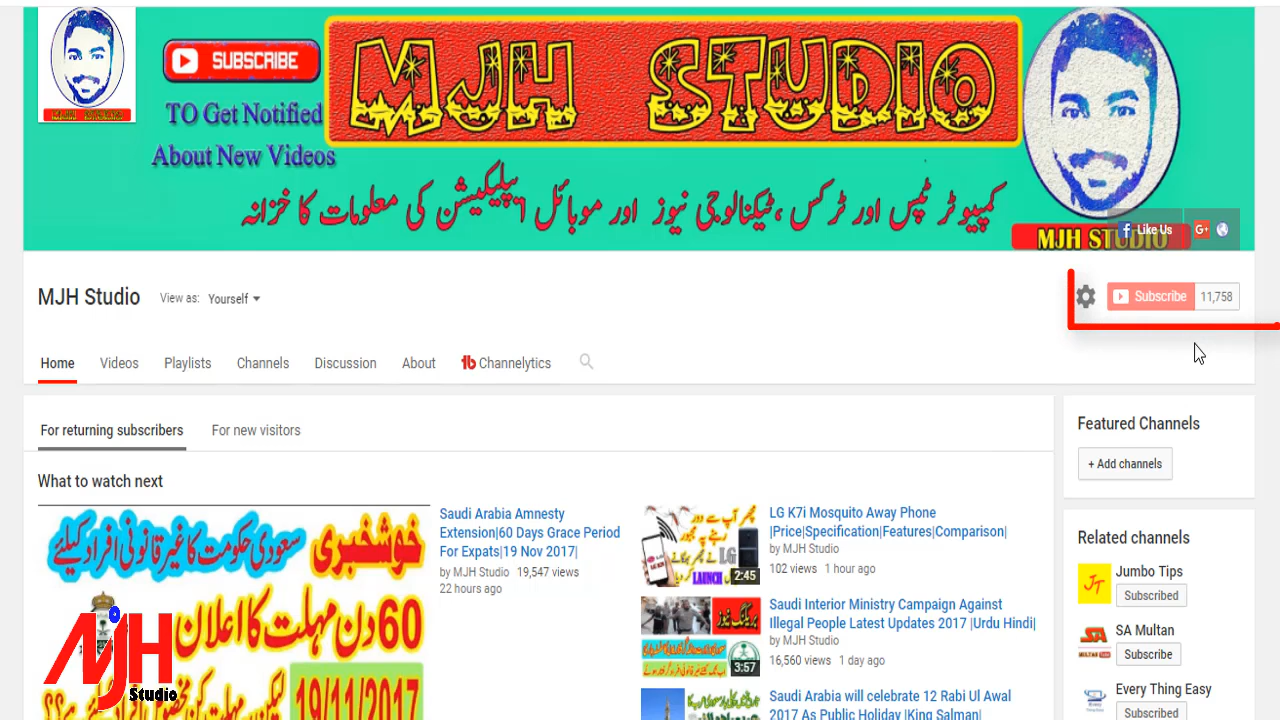 SUBSCRIBE
MJH STUDIO
TO Get Notified
About New Videos
کمپیوٹر ٹپس اور ٹرکس ،ٹیکنالوجی نیوز اور موبائل ایپلیکیشن کی معلومات کا خزانہ
MJH STUDIO
Like Us
G+
MJH Studio
View as: Yourself
Subscribe 11,758
Home Videos Playlists Channels Discussion About Channelytics
For returning subscribers For new visitors
What to watch next
خوشخبری
سعودی حکومت کا غیر قانونی افراد کیلئے
60 دن مہلت کا اعلان
19/11/2017
Saudi Arabia Amnesty
Extension|60 Days Grace Period
For Expats|19 Nov 2017|
by MJH Studio 19,547 views
22 hours ago
LG K7i Mosquito Away Phone
|Price|Specification|Features|Comparison|
by MJH Studio
102 views 1 hour ago
2:45
Saudi Interior Ministry Campaign Against
Illegal People Latest Updates 2017 |Urdu Hindi|
by MJH Studio
16,560 views 1 day ago
بریکنگ نیوز
3:57
Saudi Arabia will celebrate 12 Rabi Ul Awal
2017 As Public Holiday |King Salman|
Featured Channels
+ Add channels
Related channels
JT
Jumbo Tips
Subscribed
SA Multan
Subscribe
Every Thing Easy
Subscribed
MJH
Studio